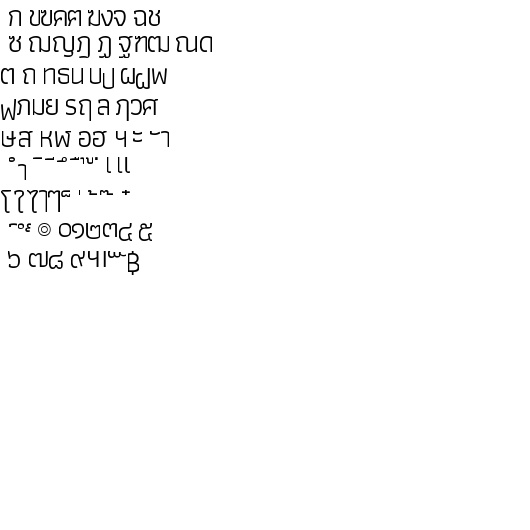 ก ขฃคฅ ฆงจ ฉช
ซ ฌญฎ ฏ ฐฑฒ ณด
ต ถ ทธน บป ผฝพ
ฟภมย รฤ ล ฦวศ
ษส หฬ อฮ ฯ ะ ั า
ำ เ แ
โ ใ ไ ๅ ๆ
๏ ๐๑๒๓๔ ๕
๖ ๗๘ ๙ ฿